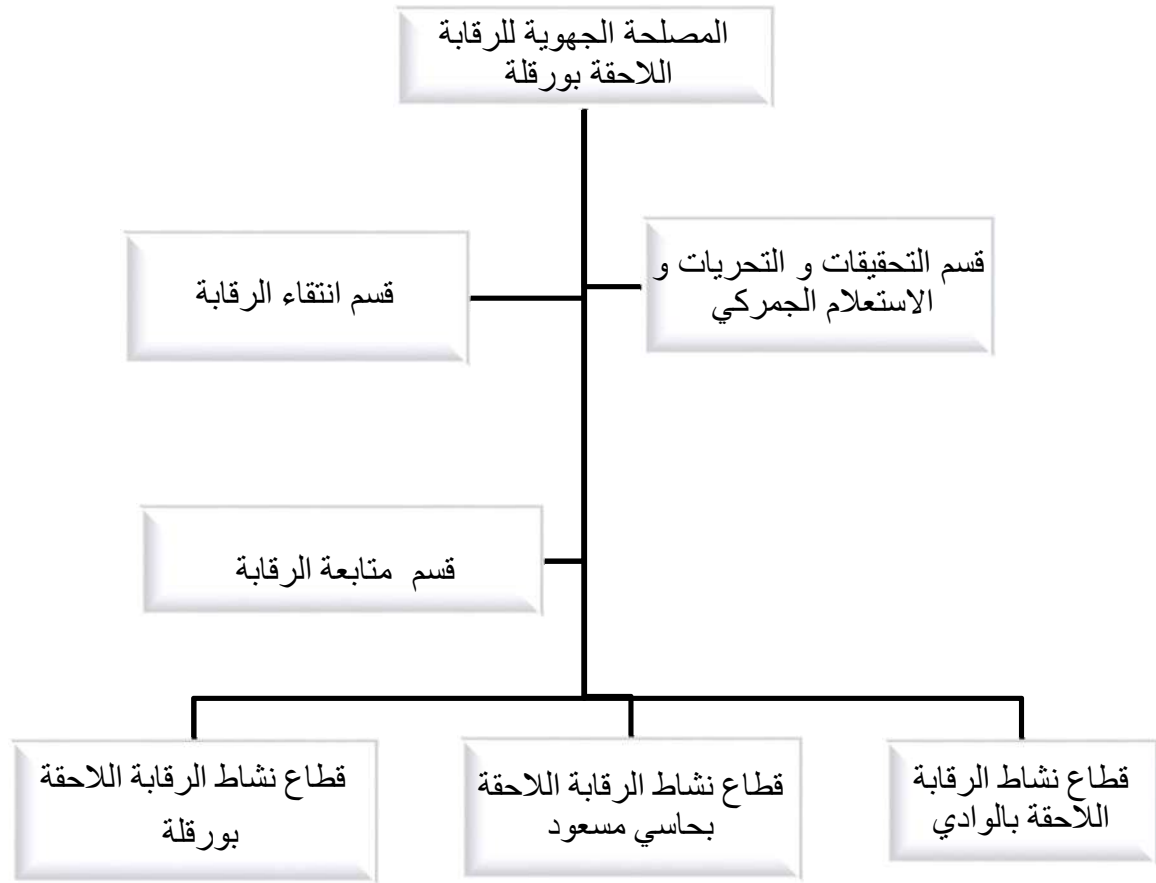 المصلحة الجهوية للرقابة
اللاحقة بورقلة
قسم التحقيقات و التحريات و
الاستعلام الجمركي
قسم انتقاء الرقابة
قسم متابعة الرقابة
قطاع نشاط الرقابة
اللاحقة بالوادي
قطاع نشاط الرقابة اللاحقة
بحاسي مسعود
قطاع نشاط الرقابة اللاحقة
بورقلة